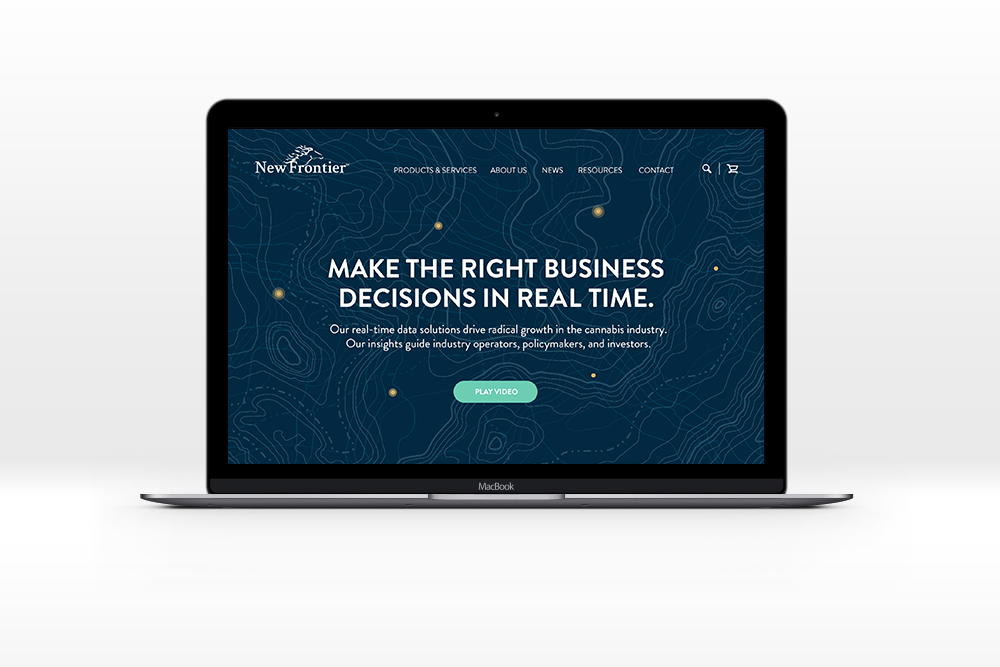 New Frontier™
PRODUCTS & SERVICES ABOUT US NEWS RESOURCES CONTACT
MAKE THE RIGHT BUSINESS
DECISIONS IN REAL TIME.
Our real-time data solutions drive radical growth in the cannabis industry.
Our insights guide industry operators, policymakers, and investors.
PLAY VIDEO
MacBook